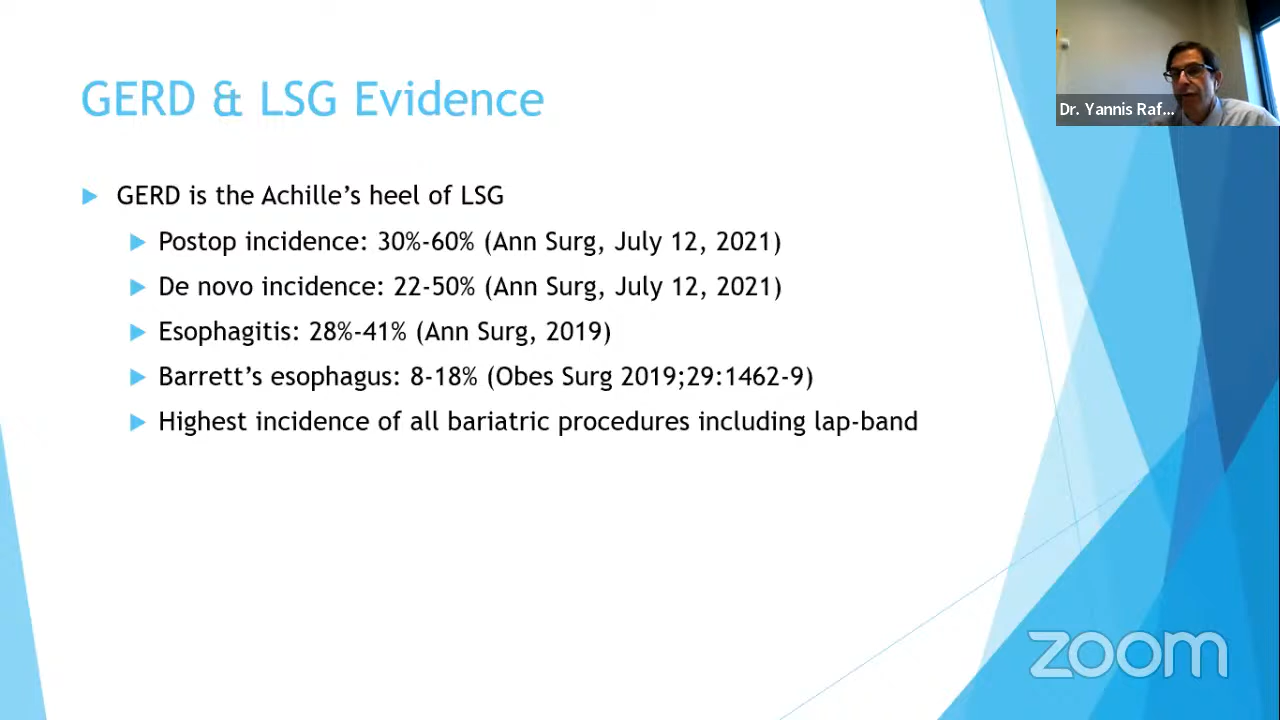 GERD & LSG Evidence
GERD is the Achille's heel of LSG
Postop incidence: 30%-60% (Ann Surg, July 12, 2021)
De novo incidence: 22-50% (Ann Surg, July 12, 2021)
Esophagitis: 28%-41% (Ann Surg, 2019)
Barrett's esophagus: 8-18% (Obes Surg 2019;29:1462-9)
Highest incidence of all bariatric procedures including lap-band
Dr. Yannis Raf...
zoom